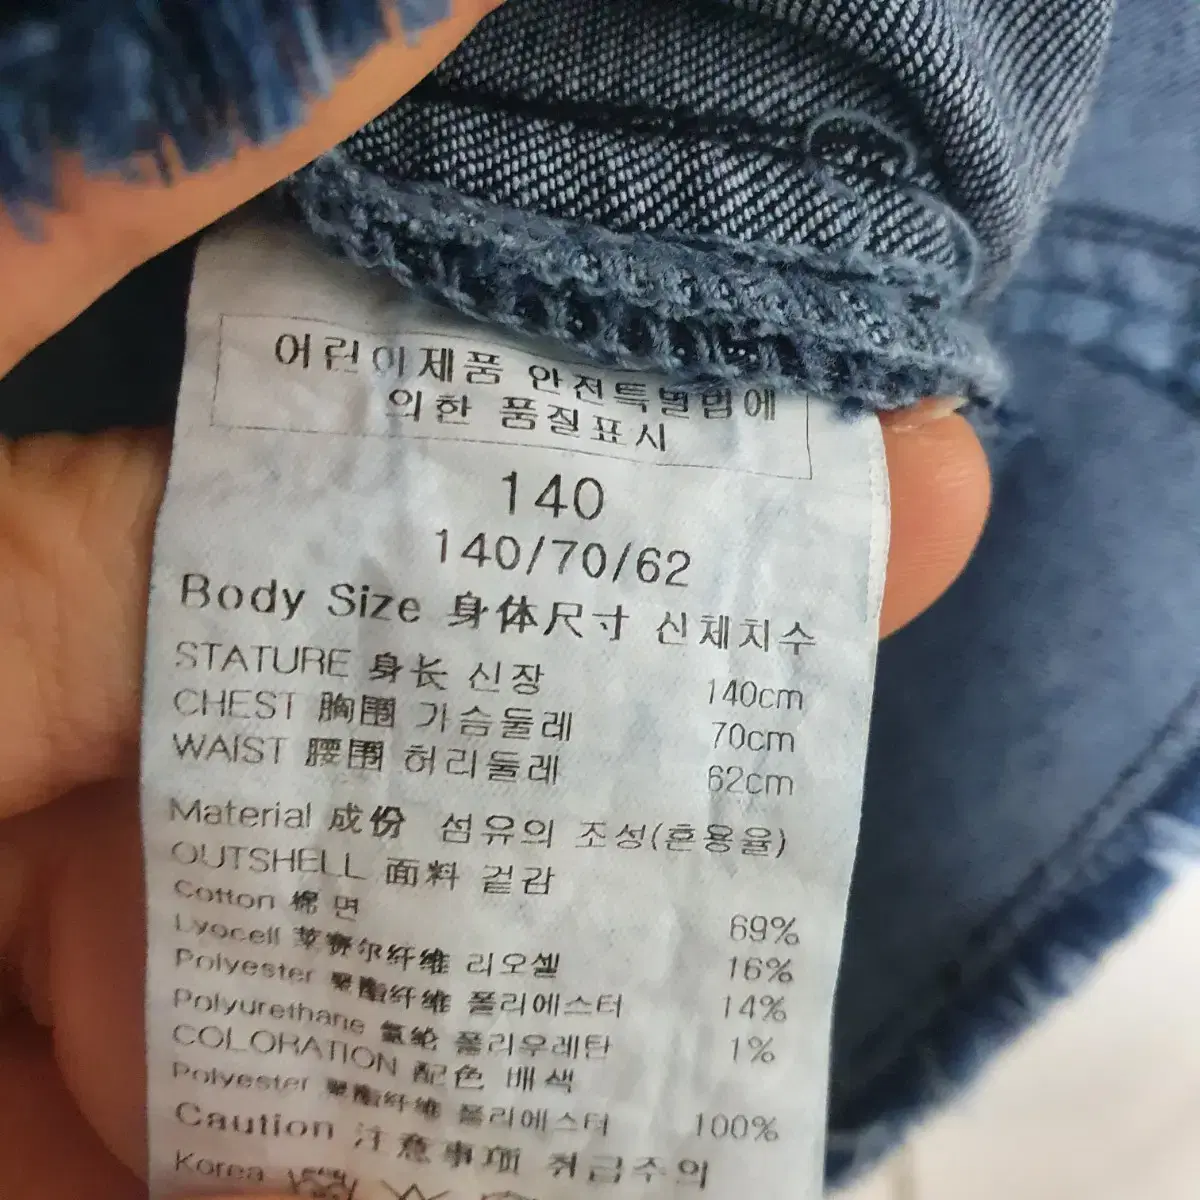 어린이제품 안전특별법에
의한 품질표시
140
140/70/62
Body Size 身体尺寸 신체치수
STATURE 身长 신장 140cm
CHEST 胸围 가슴둘레 70cm
WAIST 腰围 허리둘레 62cm
Material 成份 섬유의 조성(혼용율)
OUTSHELL 面料 겉감
Cotton 棉 면 69%
Lyocell 莱赛尔纤维 리오셀 16%
Polyester 聚酯纤维 폴리에스터 14%
Polyurethane 氨纶 폴리우레탄 1%
COLORATION 配色 배색
Polyester 聚酯纤维 폴리에스터 100%
Caution 注意事项 취급주의
Korea